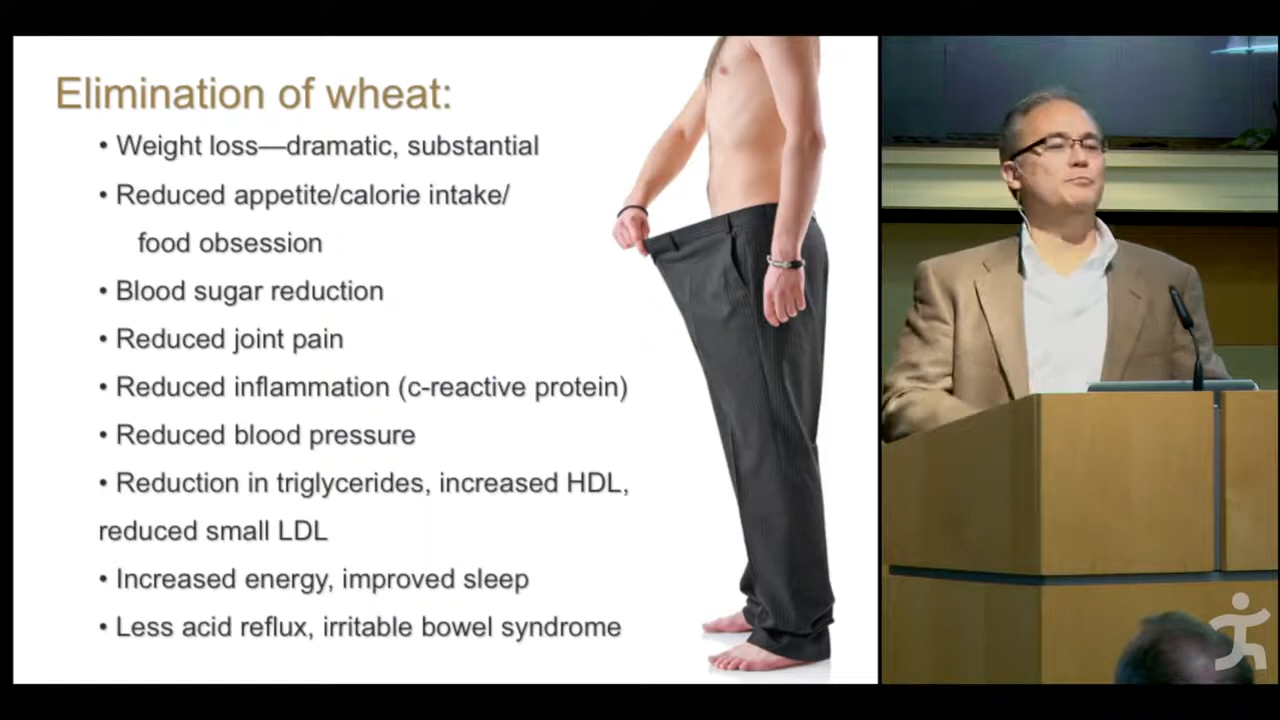 Elimination of wheat:
• Weight loss—dramatic, substantial
• Reduced appetite/calorie intake/
food obsession
• Blood sugar reduction
• Reduced joint pain
• Reduced inflammation (c-reactive protein)
• Reduced blood pressure
• Reduction in triglycerides, increased HDL,
reduced small LDL
• Increased energy, improved sleep
• Less acid reflux, irritable bowel syndrome